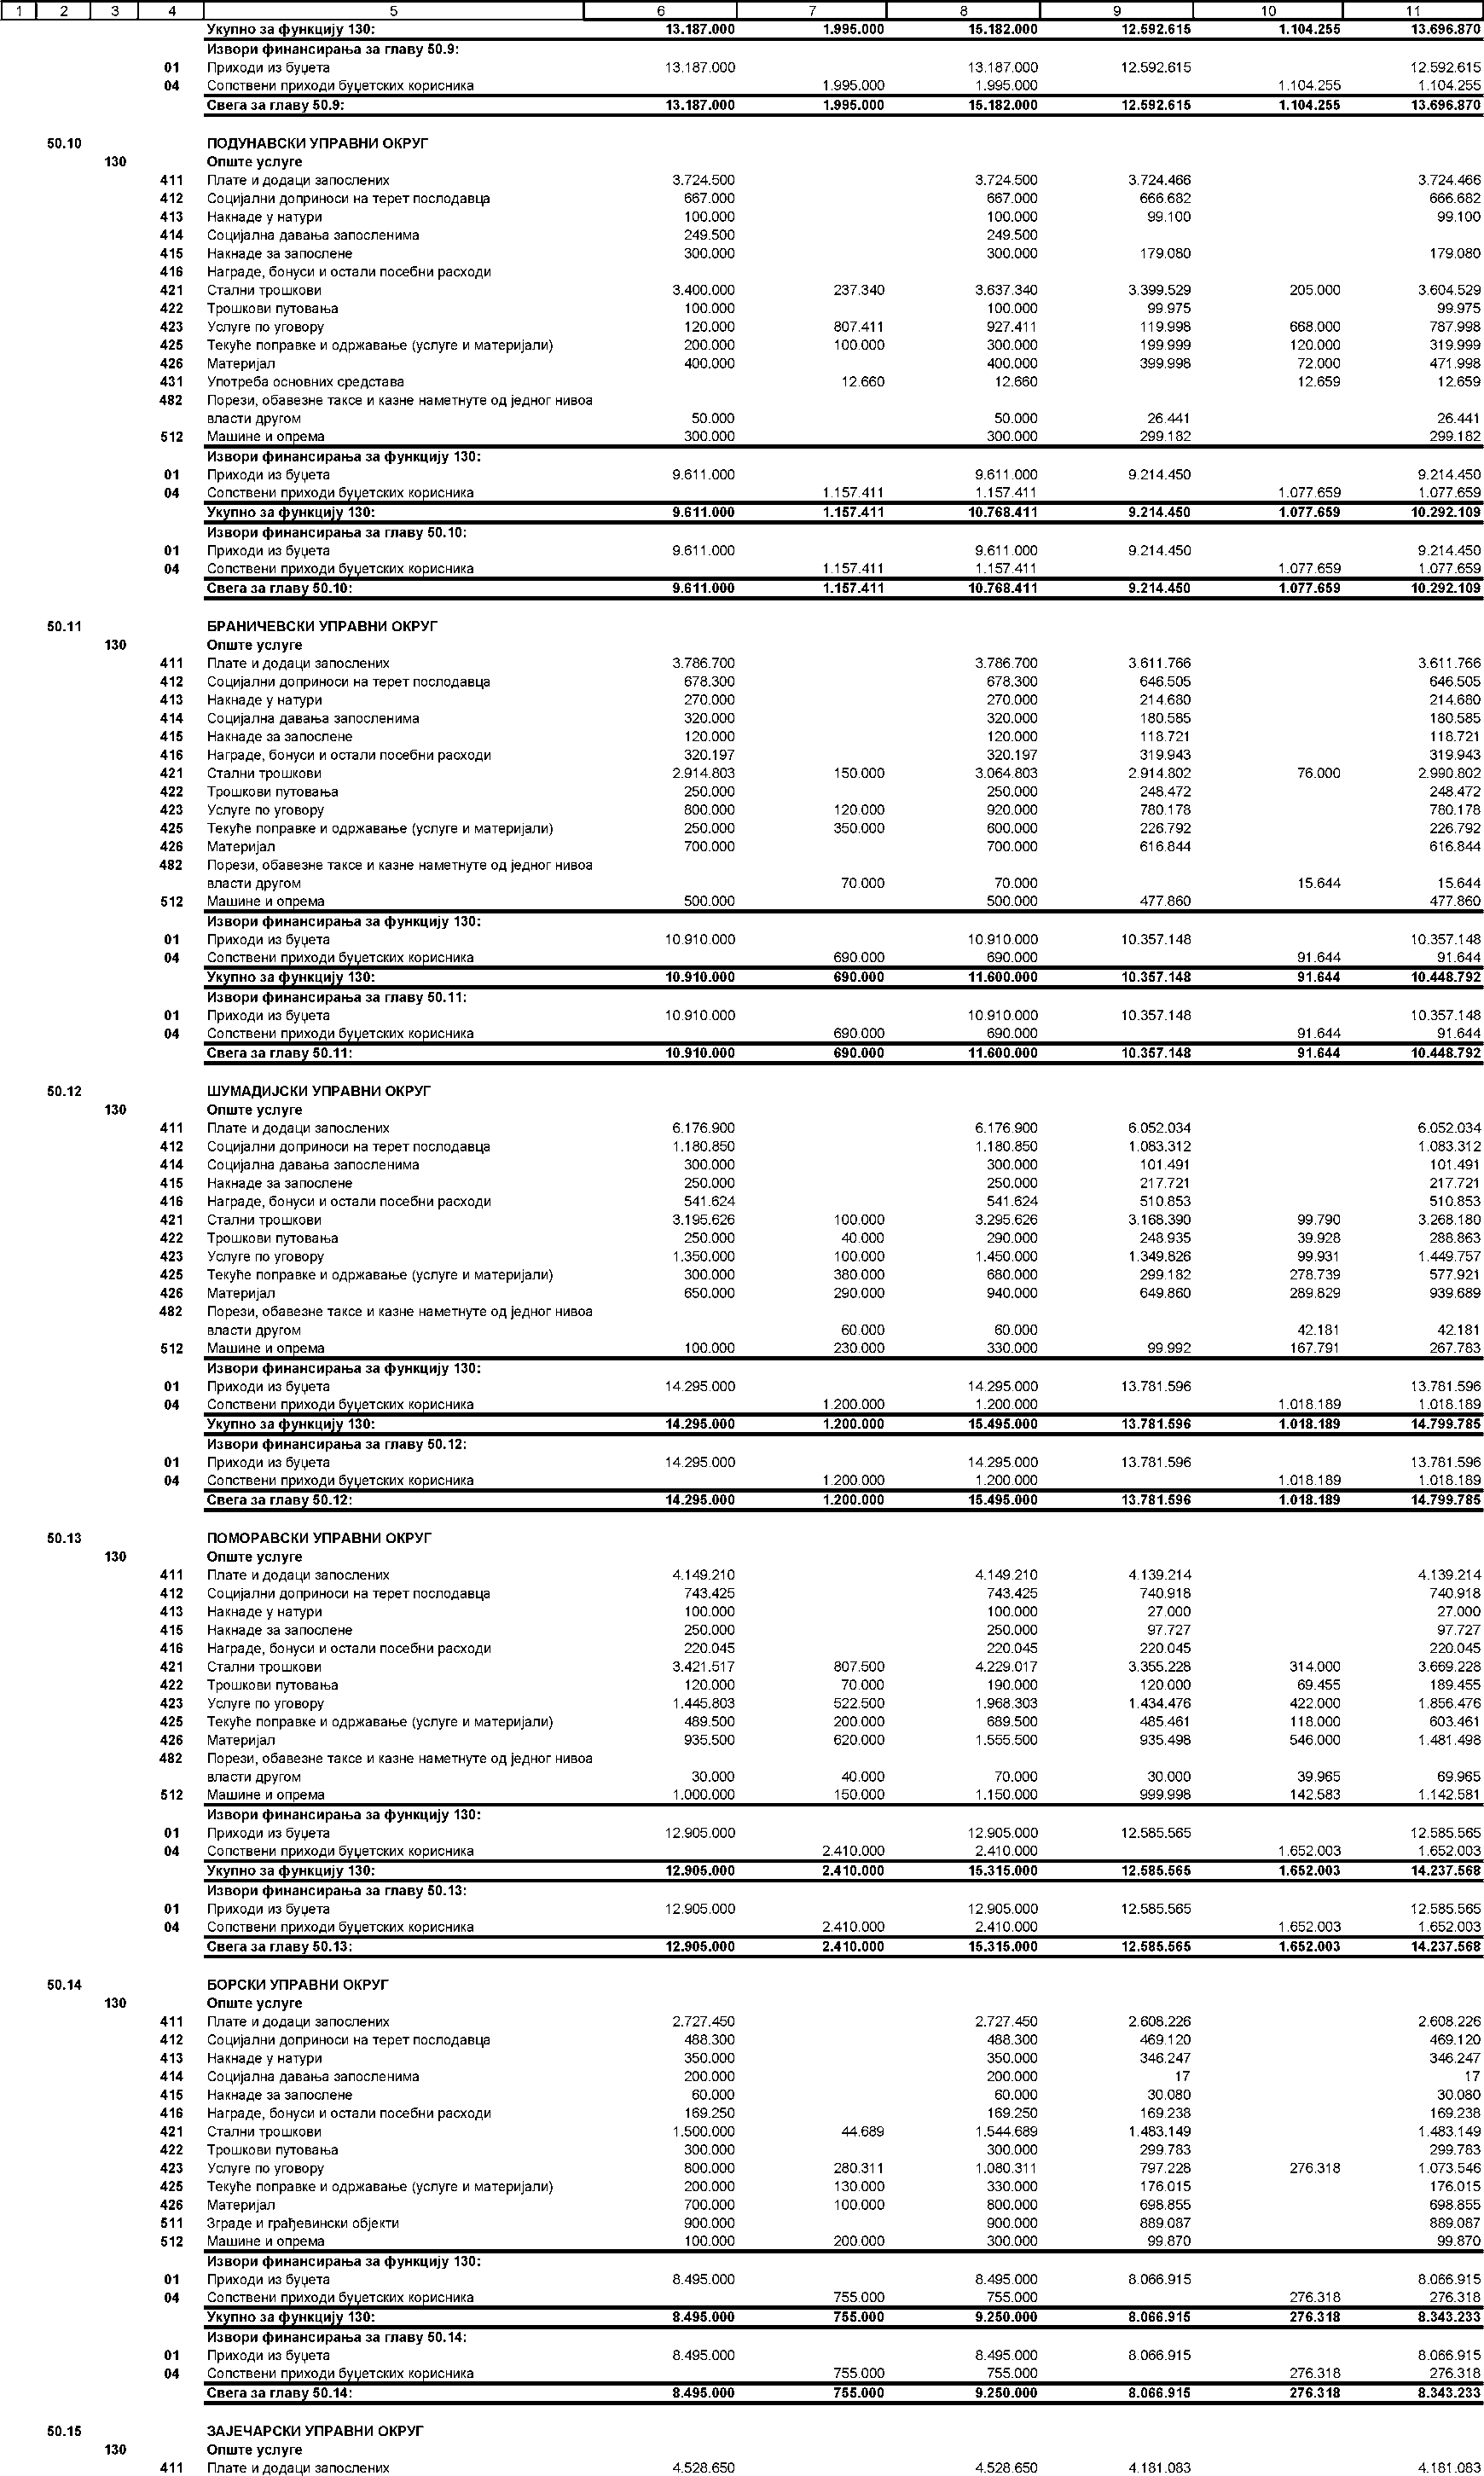 1 2 3 4 5 6 7 8 9 10 11
Укупно за функцију 130: 13.187.000 1.995.000 15.182.000 12.592.615 1.104.255 13.696.870
Извори финансирања за главу 50.9:
01 Приходи из буџета 13.187.000 13.187.000 12.592.615 12.592.615
04 Сопствени приходи буџетских корисника 1.995.000 1.995.000 1.104.255 1.104.255
Свега за главу 50.9: 13.187.000 1.995.000 15.182.000 12.592.615 1.104.255 13.696.870
50.10 ПОДУНАВСКИ УПРАВНИ ОКРУГ
130 Опште услуге
411 Плате и додаци запослених 3.724.500 3.724.500 3.724.466 3.724.466
412 Социјални доприноси на терет послодавца 667.000 667.000 666.682 666.682
413 Накнаде у натури 100.000 100.000 99.100 99.100
414 Социјална давања запосленима 249.500 249.500
415 Накнаде за запослене 300.000 300.000 179.080 179.080
416 Награде, бонуси и остали посебни расходи
421 Стални трошкови 3.400.000 237.340 3.637.340 3.399.529 205.000 3.604.529
422 Трошкови путовања 100.000 100.000 99.975 99.975
423 Услуге по уговору 120.000 807.411 927.411 119.998 668.000 787.998
425 Текуће поправке и одржавање (услуге и материјали) 200.000 100.000 300.000 199.999 120.000 319.999
426 Материјал 400.000 400.000 399.998 72.000 471.998
431 Употреба основних средстава 12.660 12.660 12.659 12.659
482 Порези, обавезне таксе и казне наметнуте од једног нивоа
власти другом 50.000 50.000 26.441 26.441
512 Машине и опрема 300.000 300.000 299.182 299.182
Извори финансирања за функцију 130:
01 Приходи из буџета 9.611.000 9.611.000 9.214.450 9.214.450
04 Сопствени приходи буџетских корисника 1.157.411 1.157.411 1.077.659 1.077.659
Укупно за функцију 130: 9.611.000 1.157.411 10.768.411 9.214.450 1.077.659 10.292.109
Извори финансирања за главу 50.10:
01 Приходи из буџета 9.611.000 9.611.000 9.214.450 9.214.450
04 Сопствени приходи буџетских корисника 1.157.411 1.157.411 1.077.659 1.077.659
Свега за главу 50.10: 9.611.000 1.157.411 10.768.411 9.214.450 1.077.659 10.292.109
50.11 БРАНИЧЕВСКИ УПРАВНИ ОКРУГ
130 Опште услуге
411 Плате и додаци запослених 3.786.700 3.786.700 3.611.766 3.611.766
412 Социјални доприноси на терет послодавца 678.300 678.300 646.505 646.505
413 Накнаде у натури 270.000 270.000 214.680 214.680
414 Социјална давања запосленима 320.000 320.000 180.585 180.585
415 Накнаде за запослене 120.000 120.000 118.721 118.721
416 Награде, бонуси и остали посебни расходи 320.197 320.197 319.943 319.943
421 Стални трошкови 2.914.803 150.000 3.064.803 2.914.802 76.000 2.990.802
422 Трошкови путовања 250.000 250.000 248.472 248.472
423 Услуге по уговору 800.000 120.000 920.000 780.178 780.178
425 Текуће поправке и одржавање (услуге и материјали) 250.000 350.000 600.000 226.792 226.792
426 Материјал 700.000 700.000 616.844 616.844
482 Порези, обавезне таксе и казне наметнуте од једног нивоа
власти другом 70.000 70.000 15.644 15.644
512 Машине и опрема 500.000 500.000 477.860 477.860
Извори финансирања за функцију 130:
01 Приходи из буџета 10.910.000 10.910.000 10.357.148 10.357.148
04 Сопствени приходи буџетских корисника 690.000 690.000 91.644 91.644
Укупно за функцију 130: 10.910.000 690.000 11.600.000 10.357.148 91.644 10.448.792
Извори финансирања за главу 50.11:
01 Приходи из буџета 10.910.000 10.910.000 10.357.148 10.357.148
04 Сопствени приходи буџетских корисника 690.000 690.000 91.644 91.644
Свега за главу 50.11: 10.910.000 690.000 11.600.000 10.357.148 91.644 10.448.792
50.12 ШУМАДИЈСКИ УПРАВНИ ОКРУГ
130 Опште услуге
411 Плате и додаци запослених 6.176.900 6.176.900 6.052.034 6.052.034
412 Социјални доприноси на терет послодавца 1.180.850 1.180.850 1.083.312 1.083.312
414 Социјална давања запосленима 300.000 300.000 101.491 101.491
415 Накнаде за запослене 250.000 250.000 217.721 217.721
416 Награде, бонуси и остали посебни расходи 541.624 541.624 510.853 510.853
421 Стални трошкови 3.195.626 100.000 3.295.626 3.168.390 99.790 3.268.180
422 Трошкови путовања 250.000 40.000 290.000 248.935 39.928 288.863
423 Услуге по уговору 1.350.000 100.000 1.450.000 1.349.826 99.931 1.449.757
425 Текуће поправке и одржавање (услуге и материјали) 300.000 380.000 680.000 299.182 278.739 577.921
426 Материјал 650.000 290.000 940.000 649.860 289.829 939.689
482 Порези, обавезне таксе и казне наметнуте од једног нивоа
власти другом 60.000 60.000 42.181 42.181
512 Машине и опрема 100.000 230.000 330.000 99.992 167.791 267.783
Извори финансирања за функцију 130:
01 Приходи из буџета 14.295.000 14.295.000 13.781.596 13.781.596
04 Сопствени приходи буџетских корисника 1.200.000 1.200.000 1.018.189 1.018.189
Укупно за функцију 130: 14.295.000 1.200.000 15.495.000 13.781.596 1.018.189 14.799.785
Извори финансирања за главу 50.12:
01 Приходи из буџета 14.295.000 14.295.000 13.781.596 13.781.596
04 Сопствени приходи буџетских корисника 1.200.000 1.200.000 1.018.189 1.018.189
Свега за главу 50.12: 14.295.000 1.200.000 15.495.000 13.781.596 1.018.189 14.799.785
50.13 ПОМОРАВСКИ УПРАВНИ ОКРУГ
130 Опште услуге
411 Плате и додаци запослених 4.149.210 4.149.210 4.139.214 4.139.214
412 Социјални доприноси на терет послодавца 743.425 743.425 740.918 740.918
413 Накнаде у натури 100.000 100.000 27.000 27.000
415 Накнаде за запослене 250.000 250.000 97.727 97.727
416 Награде, бонуси и остали посебни расходи 220.045 220.045 220.045 220.045
421 Стални трошкови 3.421.517 807.500 4.229.017 3.355.228 314.000 3.669.228
422 Трошкови путовања 120.000 70.000 190.000 120.000 69.455 189.455
423 Услуге по уговору 1.445.803 522.500 1.968.303 1.434.476 422.000 1.856.476
425 Текуће поправке и одржавање (услуге и материјали) 489.500 200.000 689.500 485.461 118.000 603.461
426 Материјал 935.500 620.000 1.555.500 935.498 546.000 1.481.498
482 Порези, обавезне таксе и казне наметнуте од једног нивоа
власти другом 30.000 40.000 70.000 30.000 39.965 69.965
512 Машине и опрема 1.000.000 150.000 1.150.000 999.998 142.583 1.142.581
Извори финансирања за функцију 130:
01 Приходи из буџета 12.905.000 12.905.000 12.585.565 12.585.565
04 Сопствени приходи буџетских корисника 2.410.000 2.410.000 1.652.003 1.652.003
Укупно за функцију 130: 12.905.000 2.410.000 15.315.000 12.585.565 1.652.003 14.237.568
Извори финансирања за главу 50.13:
01 Приходи из буџета 12.905.000 12.905.000 12.585.565 12.585.565
04 Сопствени приходи буџетских корисника 2.410.000 2.410.000 1.652.003 1.652.003
Свега за главу 50.13: 12.905.000 2.410.000 15.315.000 12.585.565 1.652.003 14.237.568
50.14 БОРСКИ УПРАВНИ ОКРУГ
130 Опште услуге
411 Плате и додаци запослених 2.727.450 2.727.450 2.608.226 2.608.226
412 Социјални доприноси на терет послодавца 488.300 488.300 469.120 469.120
413 Накнаде у натури 350.000 350.000 346.247 346.247
414 Социјална давања запосленима 200.000 200.000 17 17
415 Накнаде за запослене 60.000 60.000 30.080 30.080
416 Награде, бонуси и остали посебни расходи 169.250 169.250 169.238 169.238
421 Стални трошкови 1.500.000 44.689 1.544.689 1.483.149 1.483.149
422 Трошкови путовања 300.000 300.000 299.783 299.783
423 Услуге по уговору 800.000 280.311 1.080.311 797.228 276.318 1.073.546
425 Текуће поправке и одржавање (услуге и материјали) 200.000 130.000 330.000 176.015 176.015
426 Материјал 700.000 100.000 800.000 698.855 698.855
511 Зграде и грађевински објекти 900.000 900.000 889.087 889.087
512 Машине и опрема 100.000 200.000 300.000 99.870 99.870
Извори финансирања за функцију 130:
01 Приходи из буџета 8.495.000 8.495.000 8.066.915 8.066.915
04 Сопствени приходи буџетских корисника 755.000 755.000 276.318 276.318
Укупно за функцију 130: 8.495.000 755.000 9.250.000 8.066.915 276.318 8.343.233
Извори финансирања за главу 50.14:
01 Приходи из буџета 8.495.000 8.495.000 8.066.915 8.066.915
04 Сопствени приходи буџетских корисника 755.000 755.000 276.318 276.318
Свега за главу 50.14: 8.495.000 755.000 9.250.000 8.066.915 276.318 8.343.233
50.15 ЗАЈЕЧАРСКИ УПРАВНИ ОКРУГ
130 Опште услуге
411 Плате и додаци запослених 4.528.650 4.528.650 4.181.083 4.181.083